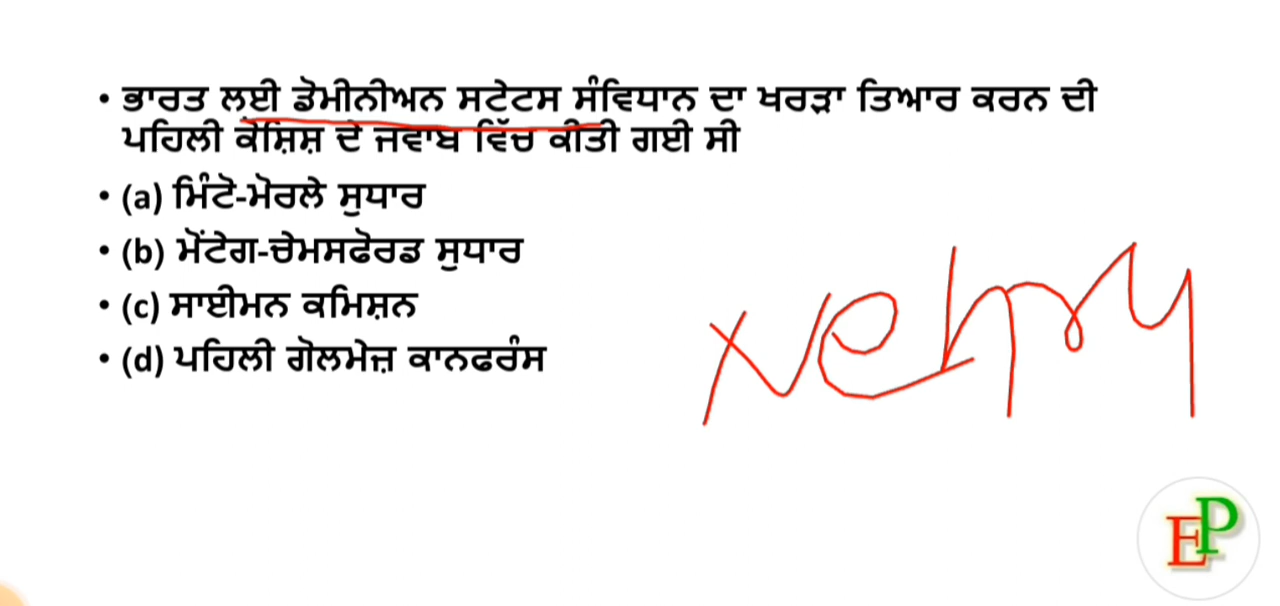 • ਭਾਰਤ ਲਈ ਡੋਮੀਨੀਅਨ ਸਟੇਟਸ ਸੰਵਿਧਾਨ ਦਾ ਖਰੜਾ ਤਿਆਰ ਕਰਨ ਦੀ
ਪਹਿਲੀ ਕੋਸ਼ਿਸ਼ ਦੇ ਜਵਾਬ ਵਿੱਚ ਕੀਤੀ ਗਈ ਸੀ
• (a) ਮਿੰਟੋ-ਮੋਰਲੇ ਸੁਧਾਰ
• (b) ਮੋਂਟੇਗ-ਚੇਮਸਫੋਰਡ ਸੁਧਾਰ
• (c) ਸਾਈਮਨ ਕਮਿਸ਼ਨ
• (d) ਪਹਿਲੀ ਗੋਲਮੇਜ਼ ਕਾਨਫਰੰਸ
Nehry
EP